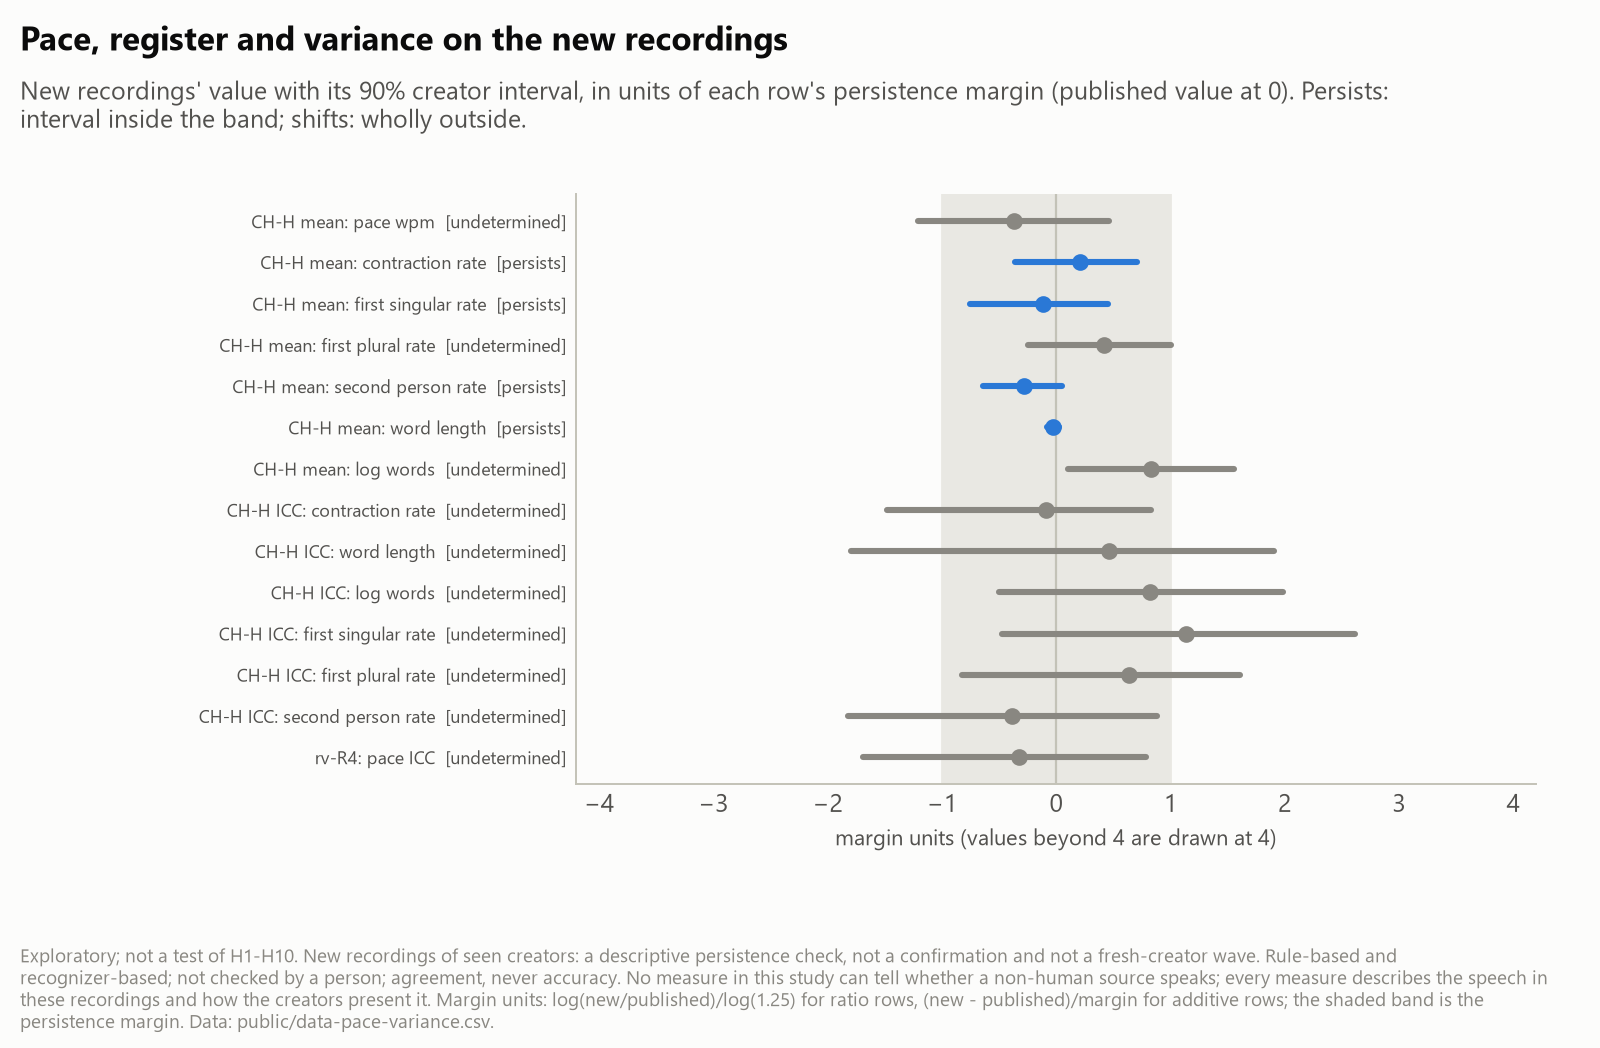 Pace, register and variance on the new recordings
New recordings' value with its 90% creator interval, in units of each row's persistence margin (published value at 0). Persists:
interval inside the band; shifts: wholly outside.
CH-H mean: pace wpm [undetermined]
CH-H mean: contraction rate [persists]
CH-H mean: first singular rate [persists]
CH-H mean: first plural rate [undetermined]
CH-H mean: second person rate [persists]
CH-H mean: word length [persists]
CH-H mean: log words [undetermined]
CH-H ICC: contraction rate [undetermined]
CH-H ICC: word length [undetermined]
CH-H ICC: log words [undetermined]
CH-H ICC: first singular rate [undetermined]
CH-H ICC: first plural rate [undetermined]
CH-H ICC: second person rate [undetermined]
rv-R4: pace ICC [undetermined]
−4 −3 −2 −1 0 1 2 3 4
margin units (values beyond 4 are drawn at 4)
Exploratory; not a test of H1-H10. New recordings of seen creators: a descriptive persistence check, not a confirmation and not a fresh-creator wave. Rule-based and
recognizer-based; not checked by a person; agreement, never accuracy. No measure in this study can tell whether a non-human source speaks; every measure describes the speech in
these recordings and how the creators present it. Margin units: log(new/published)/log(1.25) for ratio rows, (new - published)/margin for additive rows; the shaded band is the
persistence margin. Data: public/data-pace-variance.csv.